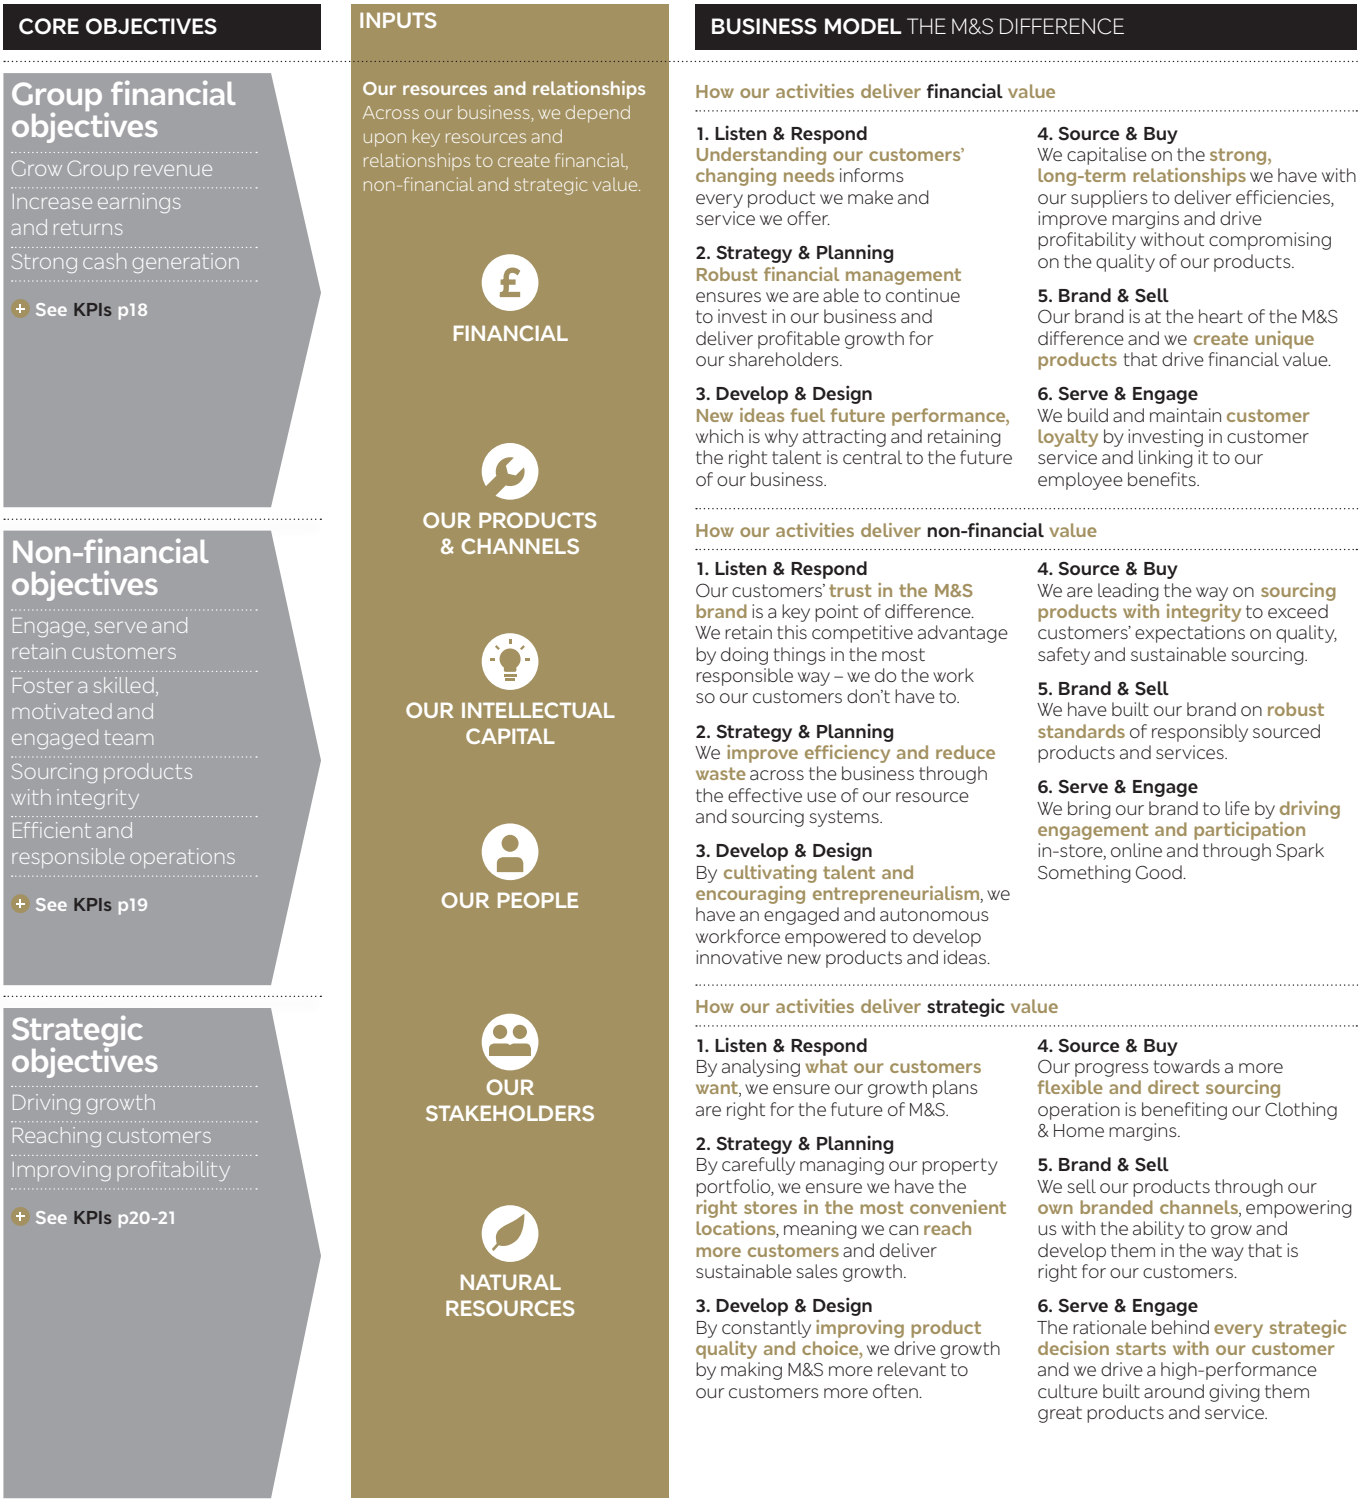 CORE OBJECTIVES
Group financial
objectives
Grow Group revenue
Increase earnings
and returns
Strong cash generation
See KPIs p18
Non-financial
objectives
Engage, serve and
retain customers
Foster a skilled,
motivated and
engaged team
Sourcing products
with integrity
Efficient and
responsible operations
See KPIs p19
Strategic
objectives
Driving growth
Reaching customers
Improving profitability
See KPIs p20-21
INPUTS
Our resources and relationships
Across our business, we depend
upon key resources and
relationships to create financial,
non-financial and strategic value.
£
FINANCIAL
OUR PRODUCTS
& CHANNELS
OUR INTELLECTUAL
CAPITAL
OUR PEOPLE
OUR
STAKEHOLDERS
NATURAL
RESOURCES
BUSINESS MODEL THE M&S DIFFERENCE
How our activities deliver financial value
1. Listen & Respond
Understanding our customers’
changing needs informs
every product we make and
service we offer.
2. Strategy & Planning
Robust financial management
ensures we are able to continue
to invest in our business and
deliver profitable growth for
our shareholders.
3. Develop & Design
New ideas fuel future performance,
which is why attracting and retaining
the right talent is central to the future
of our business.
4. Source & Buy
We capitalise on the strong,
long-term relationships we have with
our suppliers to deliver efficiencies,
improve margins and drive
profitability without compromising
on the quality of our products.
5. Brand & Sell
Our brand is at the heart of the M&S
difference and we create unique
products that drive financial value.
6. Serve & Engage
We build and maintain customer
loyalty by investing in customer
service and linking it to our
employee benefits.
How our activities deliver non-financial value
1. Listen & Respond
Our customers’ trust in the M&S
brand is a key point of difference.
We retain this competitive advantage
by doing things in the most
responsible way – we do the work
so our customers don’t have to.
2. Strategy & Planning
We improve efficiency and reduce
waste across the business through
the effective use of our resource
and sourcing systems.
3. Develop & Design
By cultivating talent and
encouraging entrepreneurialism, we
have an engaged and autonomous
workforce empowered to develop
innovative new products and ideas.
4. Source & Buy
We are leading the way on sourcing
products with integrity to exceed
customers’ expectations on quality,
safety and sustainable sourcing.
5. Brand & Sell
We have built our brand on robust
standards of responsibly sourced
products and services.
6. Serve & Engage
We bring our brand to life by driving
engagement and participation
in-store, online and through Spark
Something Good.
How our activities deliver strategic value
1. Listen & Respond
By analysing what our customers
want, we ensure our growth plans
are right for the future of M&S.
2. Strategy & Planning
By carefully managing our property
portfolio, we ensure we have the
right stores in the most convenient
locations, meaning we can reach
more customers and deliver
sustainable sales growth.
3. Develop & Design
By constantly improving product
quality and choice, we drive growth
by making M&S more relevant to
our customers more often.
4. Source & Buy
Our progress towards a more
flexible and direct sourcing
operation is benefiting our Clothing
& Home margins.
5. Brand & Sell
We sell our products through our
own branded channels, empowering
us with the ability to grow and
develop them in the way that is
right for our customers.
6. Serve & Engage
The rationale behind every strategic
decision starts with our customer
and we drive a high-performance
culture built around giving them
great products and service.